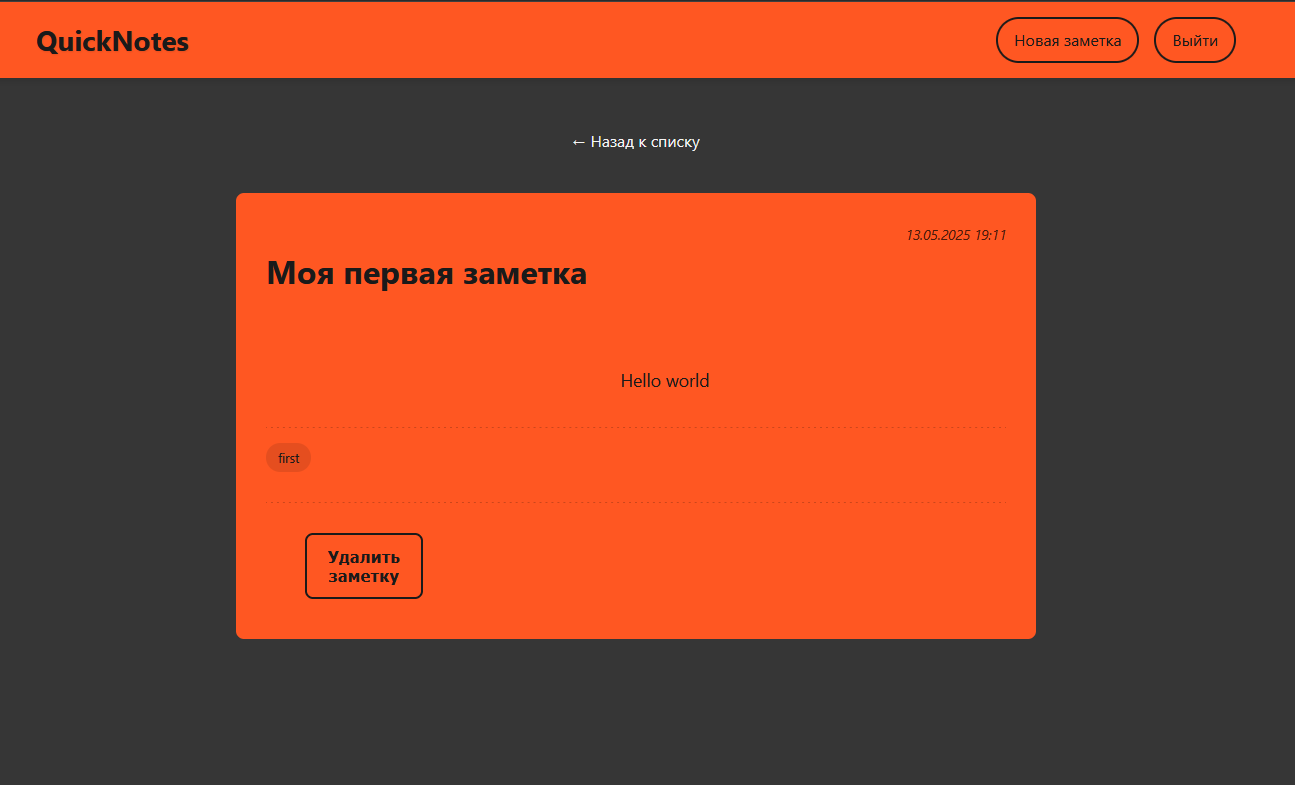 QuickNotes
Новая заметка
Выйти
← Назад к списку
13.05.2025 19:11
Моя первая заметка
Hello world
first
Удалить
заметку